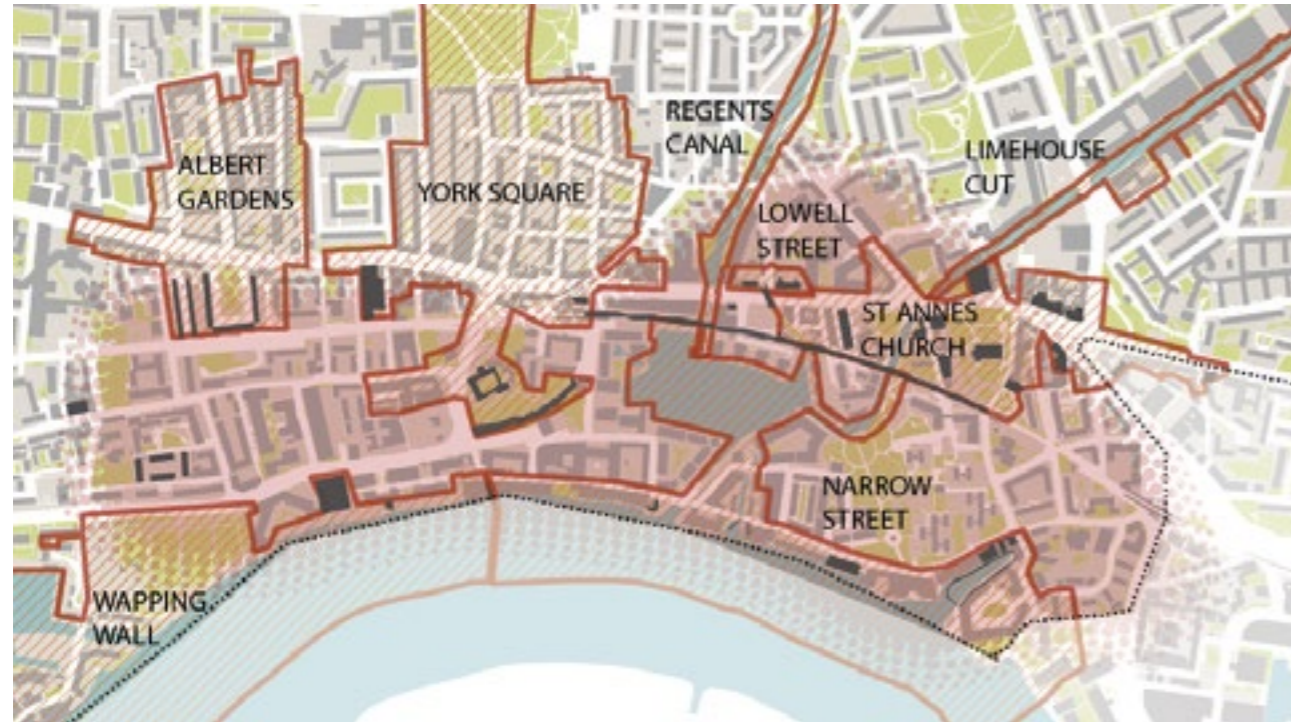 REGENTS
CANAL
ALBERT
GARDENS
YORK SQUARE
LIMEHOUSE
CUT
LOWELL
STREET
ST ANNES
CHURCH
NARROW
STREET
WAPPING
WALL